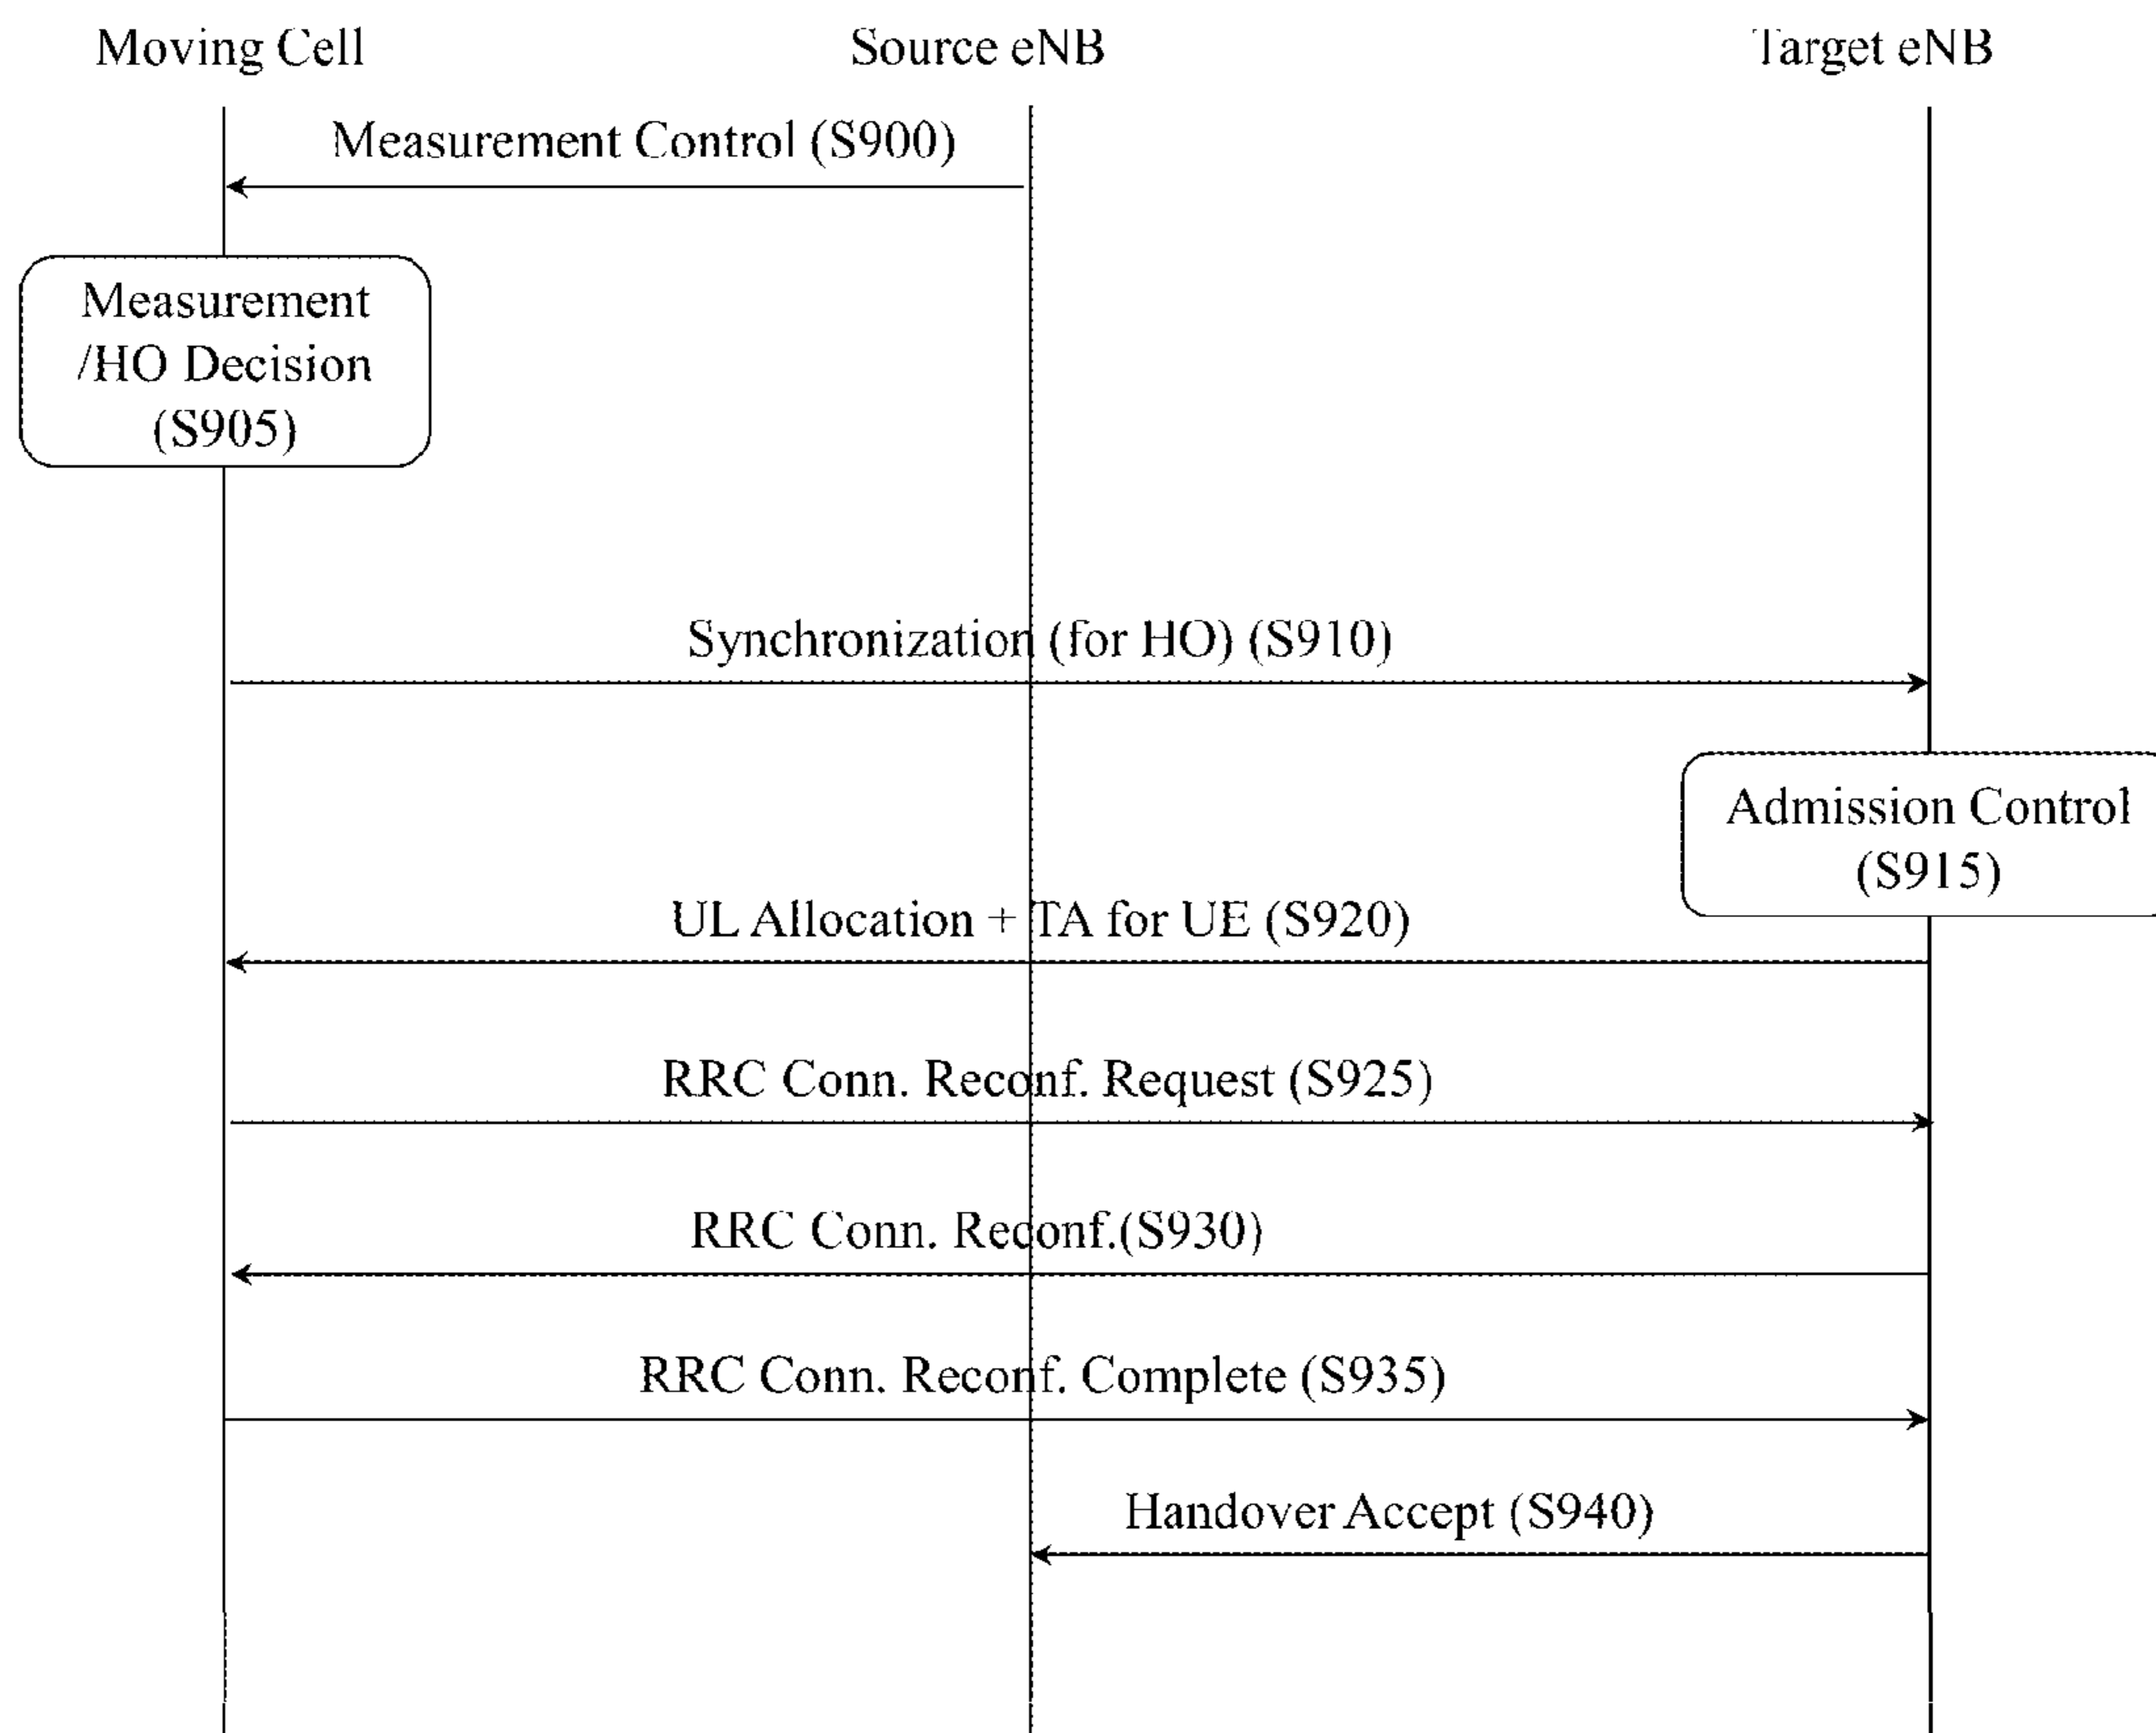 Moving Cell
Source eNB
Target eNB
Measurement Control (S900)
Measurement
/HO Decision
(S905)
Synchronization (for HO) (S910)
Admission Control
(S915)
UL Allocation + TA for UE (S920)
RRC Conn. Reconf. Request (S925)
RRC Conn. Reconf.(S930)
RRC Conn. Reconf. Complete (S935)
Handover Accept (S940)